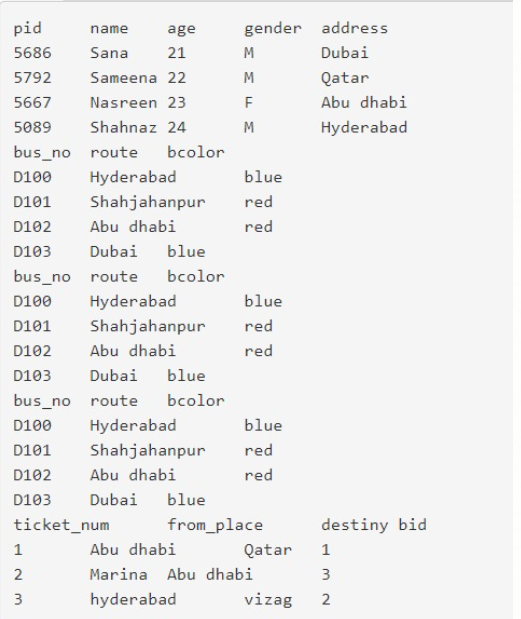 pid name age gender address
5686 Sana 21 M Dubai
5792 Sameena 22 M Qatar
5667 Nasreen 23 F Abu dhabi
5089 Shahnaz 24 M Hyderabad
bus_no route bcolor
D100 Hyderabad blue
D101 Shahjahanpur red
D102 Abu dhabi red
D103 Dubai blue
bus_no route bcolor
D100 Hyderabad blue
D101 Shahjahanpur red
D102 Abu dhabi red
D103 Dubai blue
bus_no route bcolor
D100 Hyderabad blue
D101 Shahjahanpur red
D102 Abu dhabi red
D103 Dubai blue
ticket_num from_place destiny bid
1 Abu dhabi Qatar 1
2 Marina Abu dhabi 3
3 hyderabad vizag 2